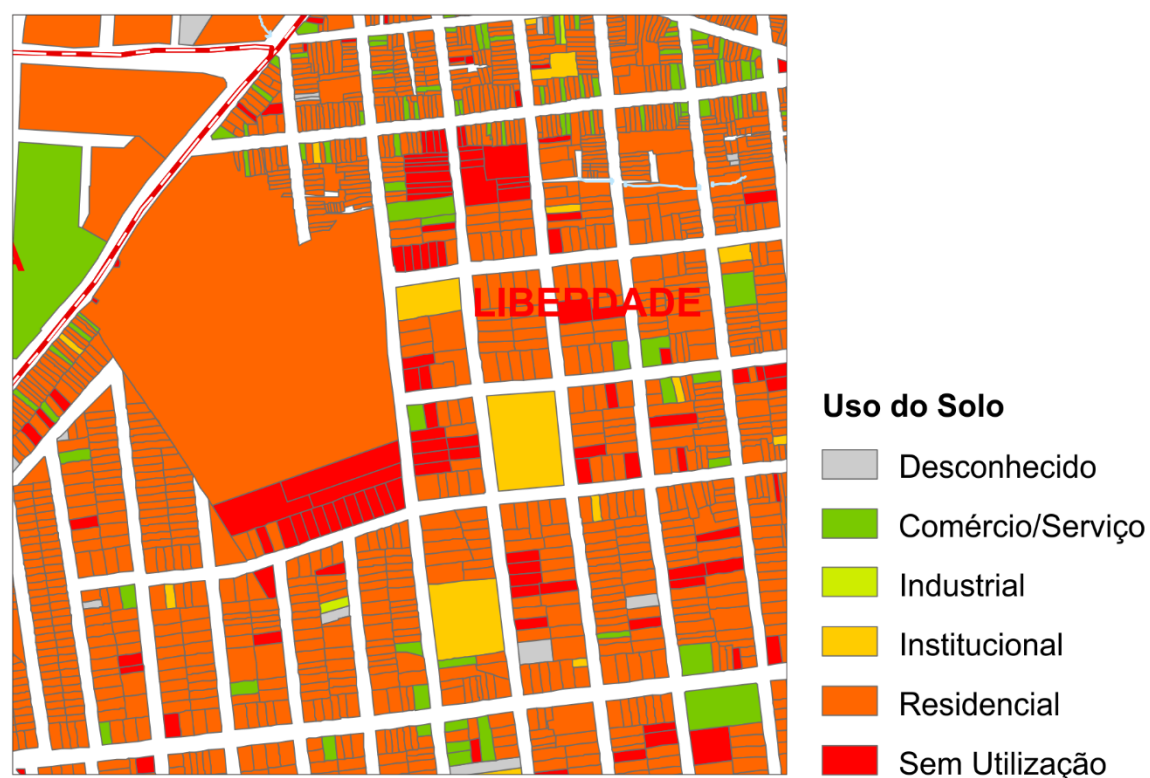 A
LIBERDADE
Uso do Solo
Desconhecido
Comércio/Serviço
Industrial
Institucional
Residencial
Sem Utilização